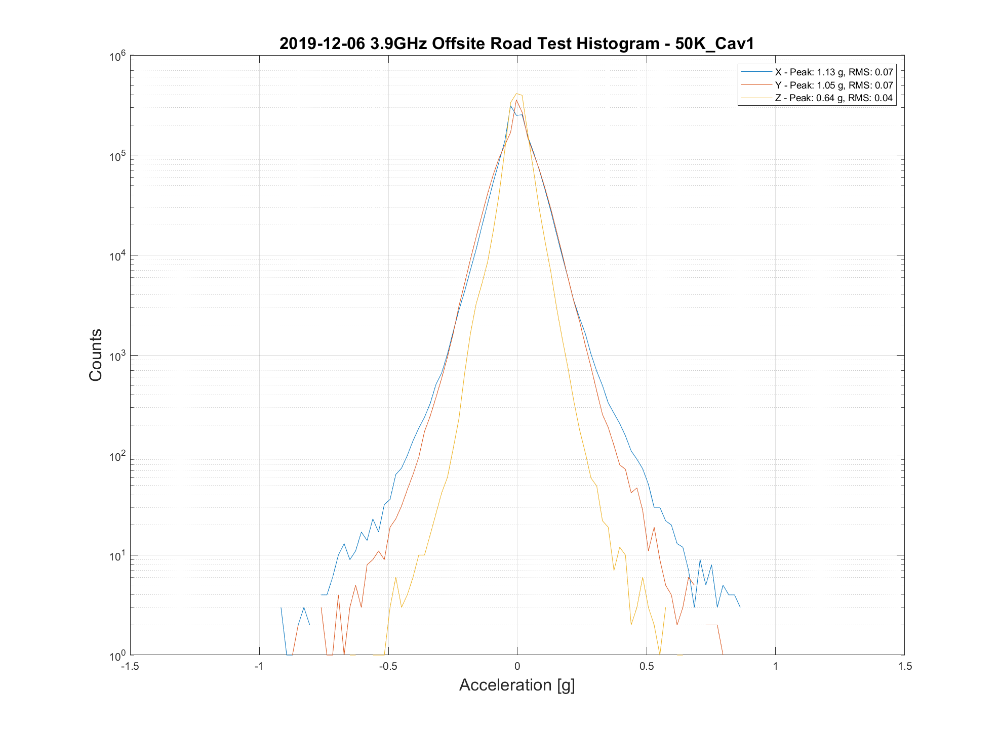 2019-12-06 3.9GHz Offsite Road Test Histogram - 50K_Cav1
X - Peak: 1.13 g, RMS: 0.07
Y - Peak: 1.05 g, RMS: 0.07
Z - Peak: 0.64 g, RMS: 0.04
Counts
10^6
10^5
10^4
10^3
10^2
10^1
10^0
-1.5 -1 -0.5 0 0.5 1 1.5
Acceleration [g]